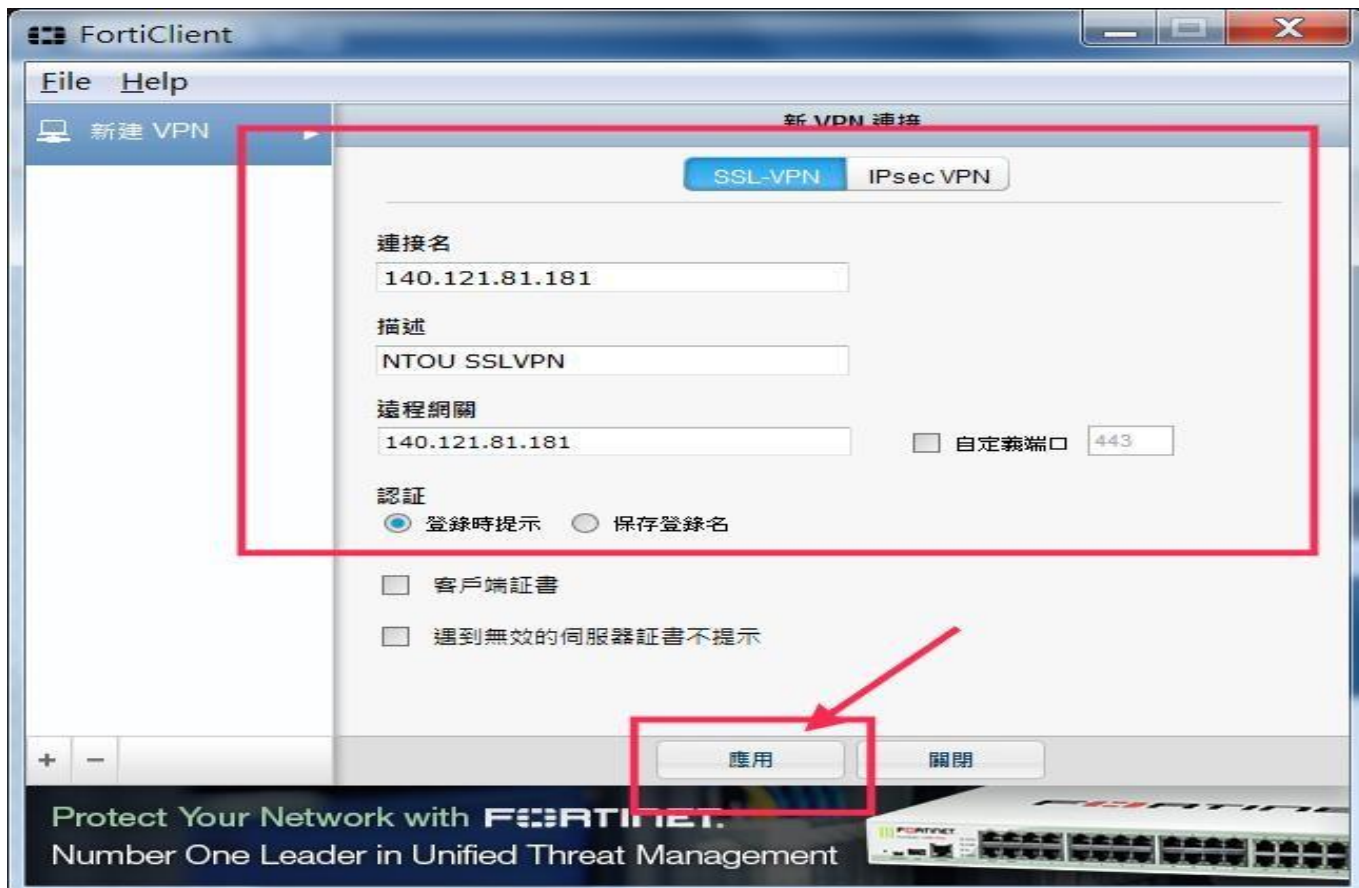 FortiClient
File Help
新建 VPN
新 VPN 連接
SSL-VPN IPsec VPN
連接名
140.121.81.181
描述
NTOU SSLVPN
遠程網關
140.121.81.181 自定義端口 443
認証
登錄時提示 保存登錄名
客戶端証書
遇到無效的伺服器証書不提示
+ −
應用 關閉
Protect Your Network with FORTINET.
Number One Leader in Unified Threat Management
FORTINET